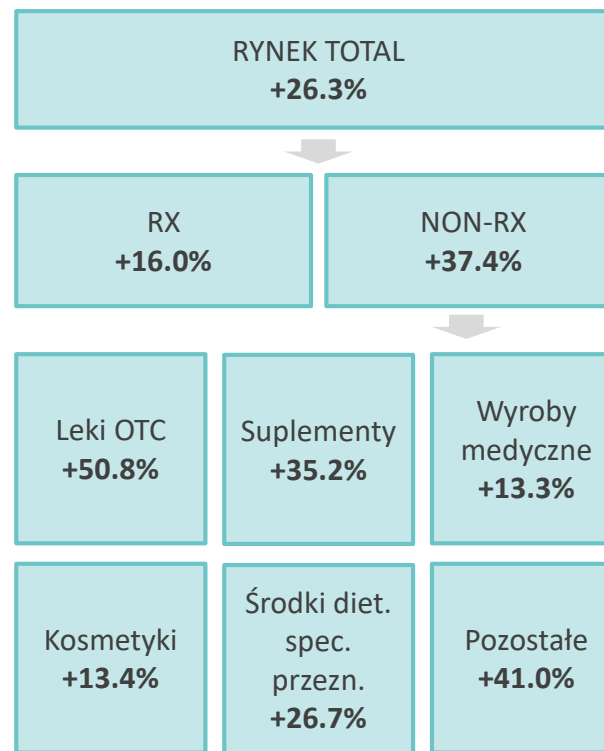 RYNEK TOTAL
+26.3%
RX
+16.0%
NON-RX
+37.4%
Leki OTC
+50.8%
Suplementy
+35.2%
Wyroby
medyczne
+13.3%
Kosmetyki
+13.4%
Środki diet.
spec.
przezn.
+26.7%
Pozostałe
+41.0%